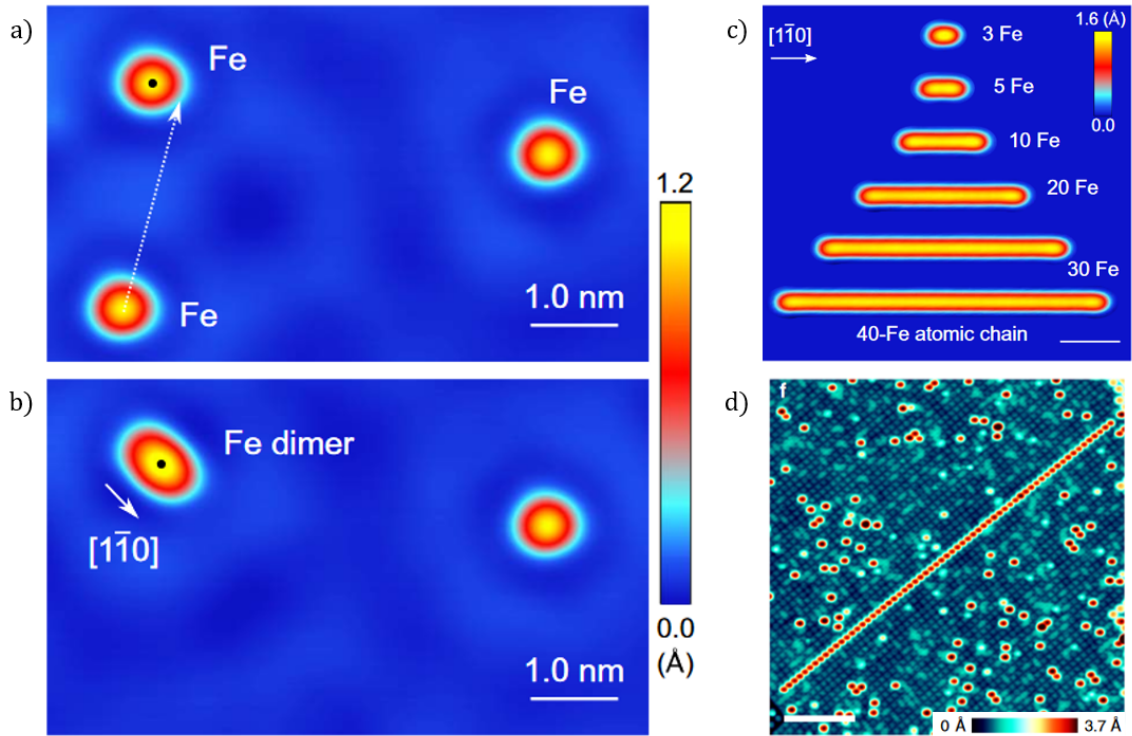 a)
Fe
Fe
Fe
1.0 nm
1.2
0.0
(Å)
b)
Fe dimer
[11̅0]
1.0 nm
c)
[11̅0]
1.6 (Å)
0.0
3 Fe
5 Fe
10 Fe
20 Fe
30 Fe
40-Fe atomic chain
d)
f
0 Å 3.7 Å